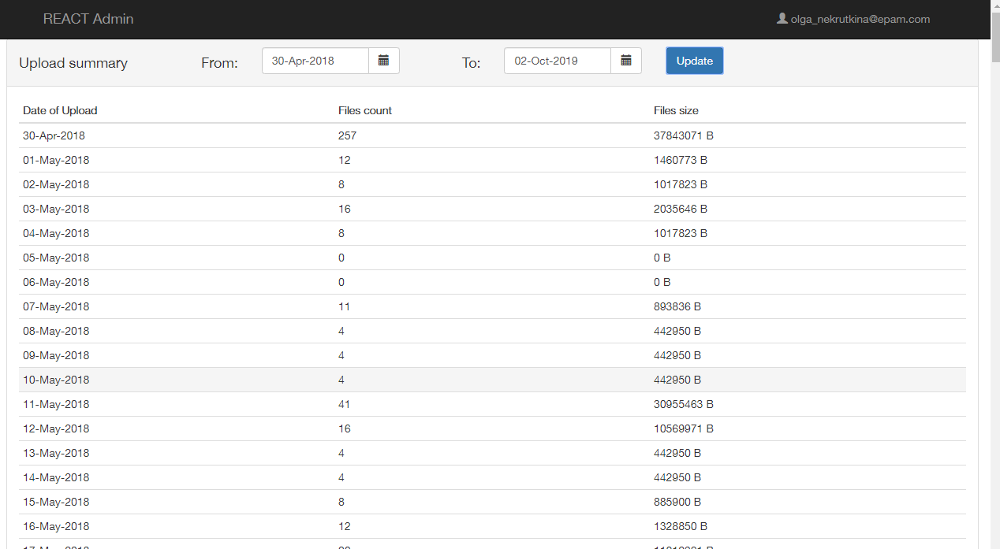 REACT Admin olga_nekrutkina@epam.com
Upload summary From: 30-Apr-2018 To: 02-Oct-2019 Update
Date of Upload Files count Files size
30-Apr-2018 257 37843071 B
01-May-2018 12 1460773 B
02-May-2018 8 1017823 B
03-May-2018 16 2035646 B
04-May-2018 8 1017823 B
05-May-2018 0 0 B
06-May-2018 0 0 B
07-May-2018 11 893836 B
08-May-2018 4 442950 B
09-May-2018 4 442950 B
10-May-2018 4 442950 B
11-May-2018 41 30955463 B
12-May-2018 16 10569971 B
13-May-2018 4 442950 B
14-May-2018 4 442950 B
15-May-2018 8 885900 B
16-May-2018 12 1328850 B
17-May-2018